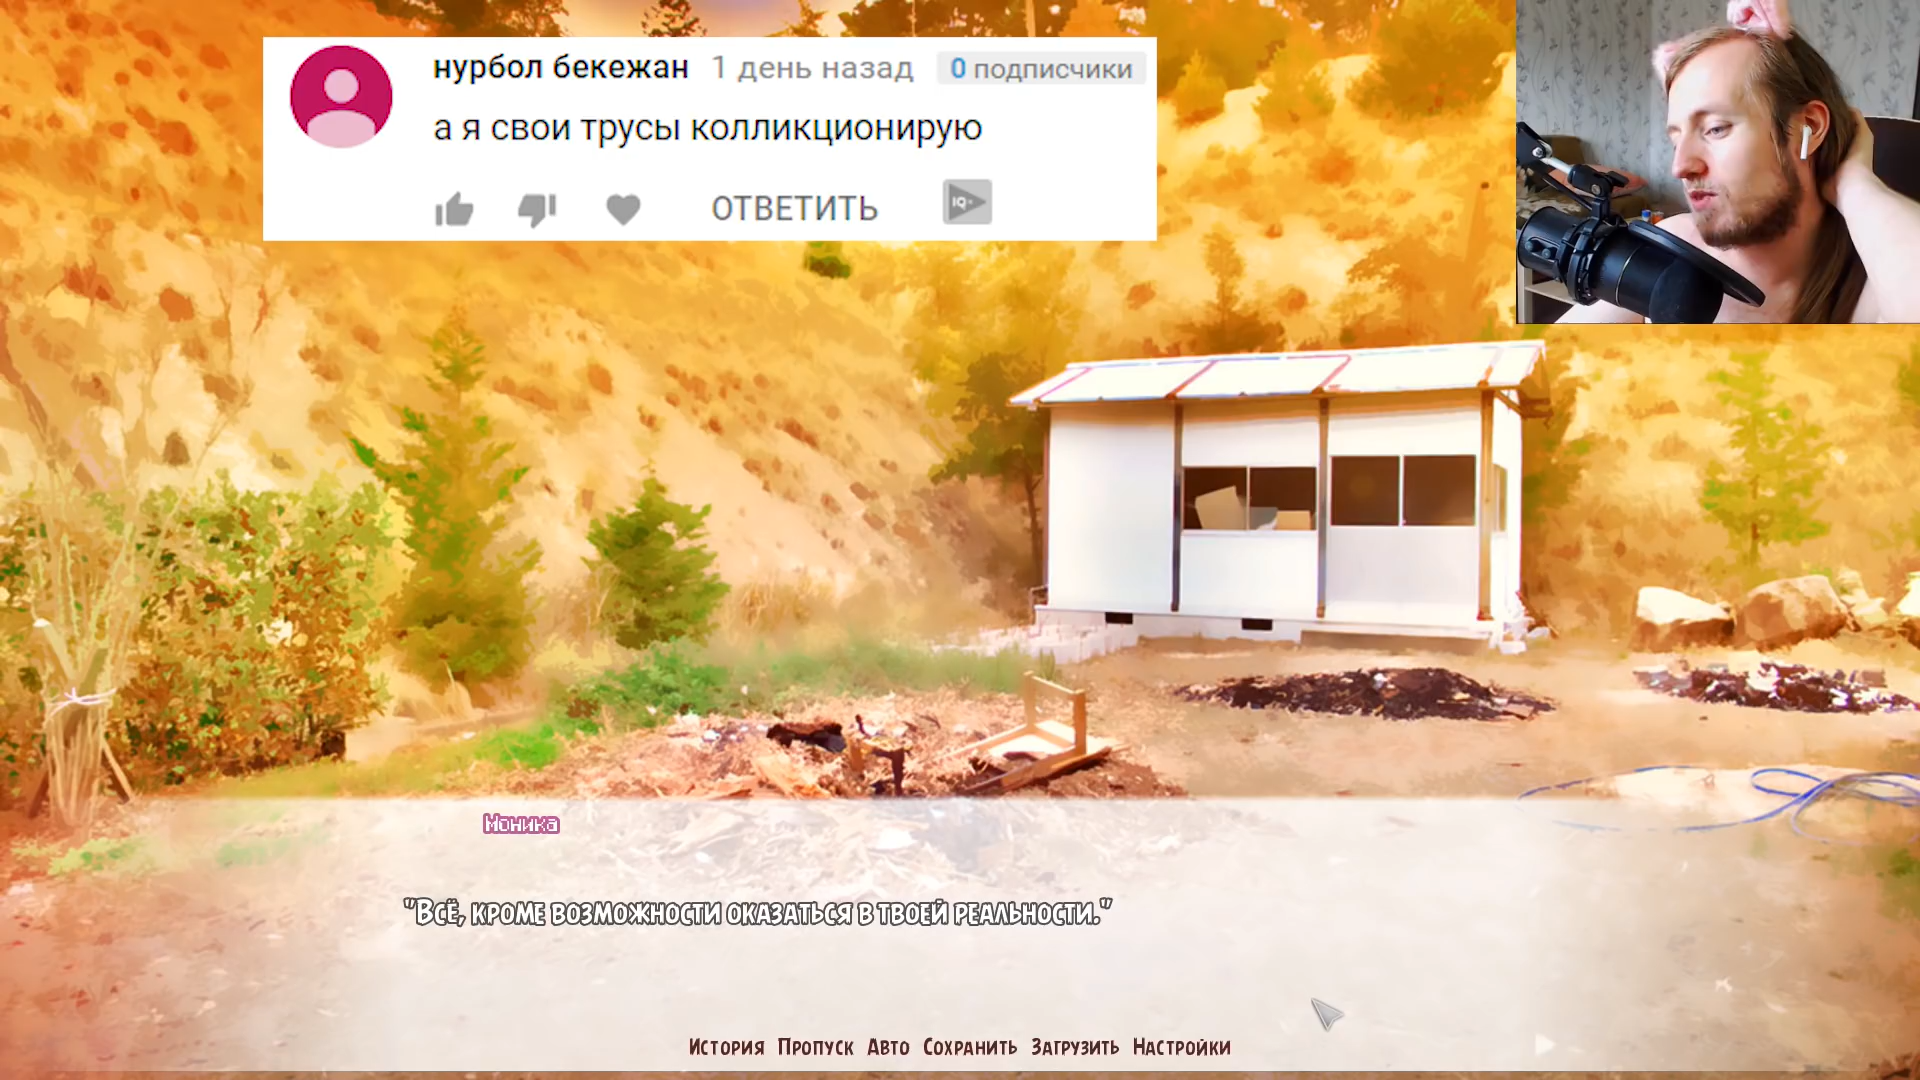 нурбол бекежан 1 день назад 0 подписчики
а я свои трусы колликционирую
ОТВЕТИТЬ IQ
Моника
"Всё, кроме возможности оказаться в твоей реальности."
История Пропуск Авто Сохранить Загрузить Настройки